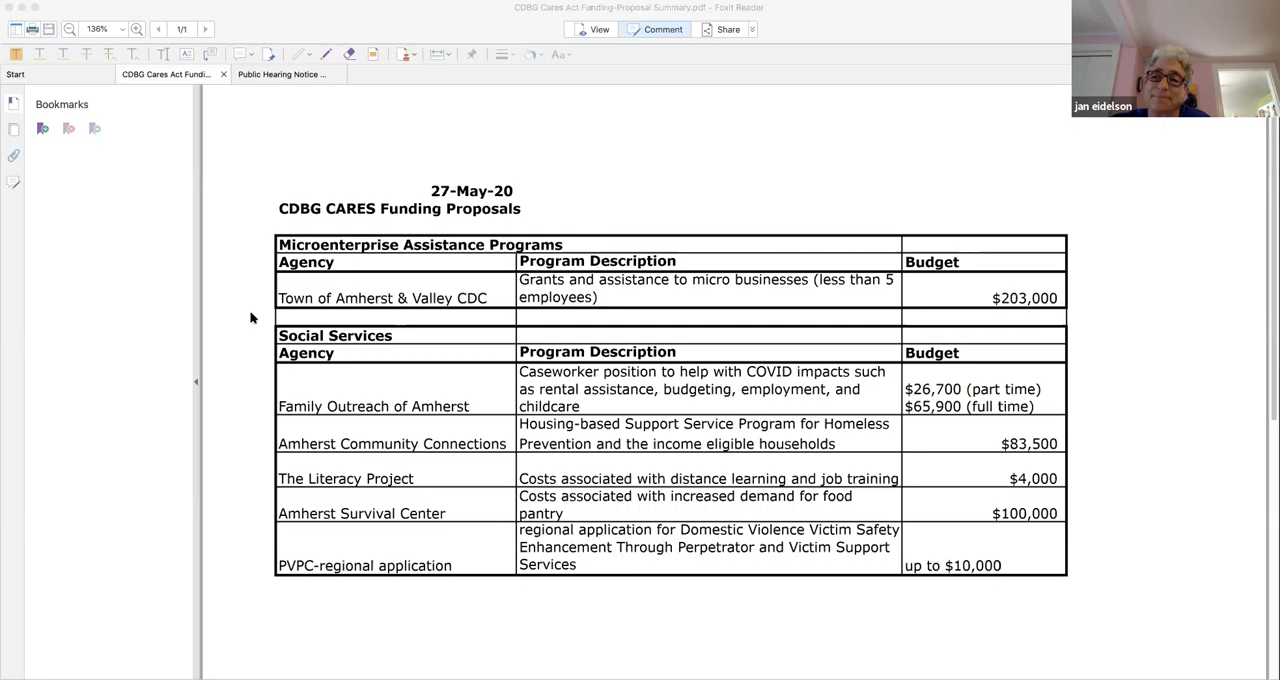 CDBG Cares Act Funding-Proposal Summary.pdf - Foxit Reader
136%
1/1
View
Comment
Share
Start
CDBG Cares Act Fundi...
Public Hearing Notice ...
Bookmarks
jan eidelson
27-May-20
CDBG CARES Funding Proposals
Microenterprise Assistance Programs
Agency
Program Description
Budget
Town of Amherst & Valley CDC
Grants and assistance to micro businesses (less than 5
employees)
$203,000
Social Services
Agency
Program Description
Budget
Family Outreach of Amherst
Caseworker position to help with COVID impacts such
as rental assistance, budgeting, employment, and
childcare
$26,700 (part time)
$65,900 (full time)
Amherst Community Connections
Housing-based Support Service Program for Homeless
Prevention and the income eligible households
$83,500
The Literacy Project
Costs associated with distance learning and job training
$4,000
Amherst Survival Center
Costs associated with increased demand for food
pantry
$100,000
PVPC-regional application
regional application for Domestic Violence Victim Safety
Enhancement Through Perpetrator and Victim Support
Services
up to $10,000